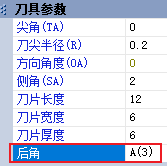 刀具参数
尖角(TA) 0
刀尖半径(R) 0.2
方向角度(OA) 0
侧角(SA) 2
刀片长度 12
刀片宽度 6
刀片厚度 6
后角 A(3)